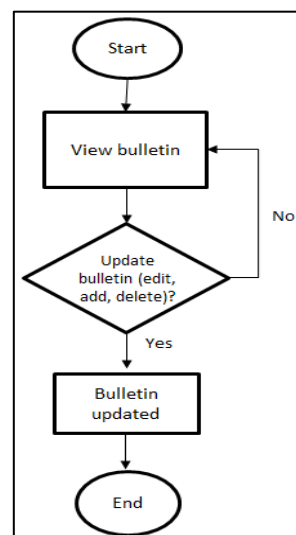 Start
View bulletin
No
Update
bulletin (edit,
add, delete)?
Yes
Bulletin
updated
End